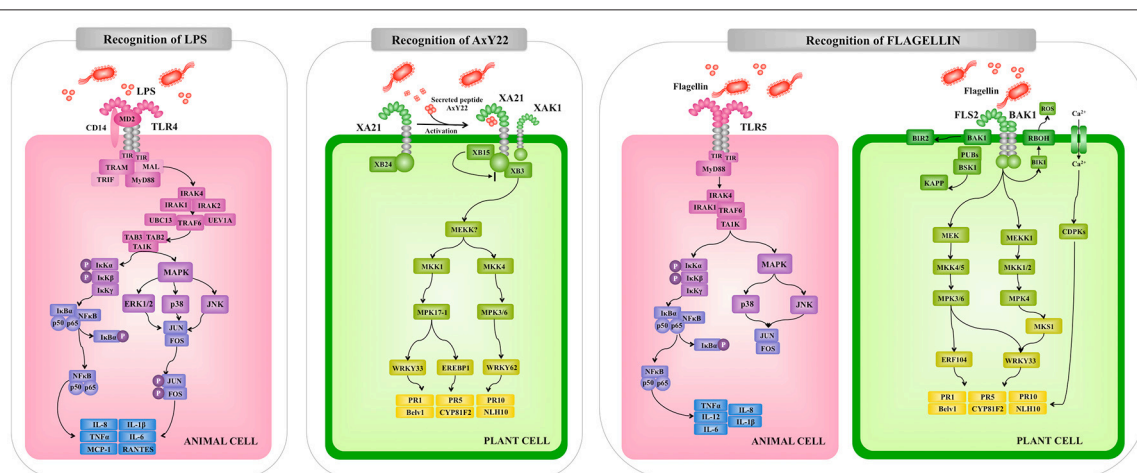 Recognition of LPS
LPS
MD2
CD14
TLR4
TIR TIR
TRAM MAL
TRIF MyD88
IRAK4
IRAK1 IRAK2
UBC13 TRAF6 UEV1A
TAB3 TAB2
TA1K
P IκKα
P IκKβ
IκKγ
MAPK
ERK1/2 p38 JNK
IκBα NFκB
p50 p65
IκBα P
JUN
FOS
NFκB
p50 p65
P JUN
P FOS
IL-8 IL-1β
TNFα IL-6
MCP-1 RANTES
ANIMAL CELL
Recognition of AxY22
Secreted peptide
AxY22
Activation
XA21
XA21
XAK1
XB24
XB15
XB3
MEKK?
MKK1 MKK4
MPK17-1 MPK3/6
WRKY33 EREBP1 WRKY62
PR1 PR5 PR10
Belv1 CYP81F2 NLH10
PLANT CELL
Recognition of FLAGELLIN
Flagellin
TLR5
TIR TIR
MyD88
IRAK4
IRAK1 TRAF6
TA1K
P IκKα
P IκKβ
IκKγ
MAPK
p38 JNK
IκBα NFκB
p50 p65
IκBα P
JUN
FOS
NFκB
p50 p65
TNFα IL-8
IL-12 IL-1β
IL-6
ANIMAL CELL
Flagellin
FLS2 BAK1
ROS
Ca²⁺
BIR2 BAK1 RBOH
PUBs
BSK1
BIK1
Ca²⁺
KAPP
MEK MEKK1 CDPKs
MKK4/5 MKK1/2
MPK3/6 MPK4
MKS1
ERF104 WRKY33
PR1 PR5 PR10
Belv1 CYP81F2 NLH10
PLANT CELL